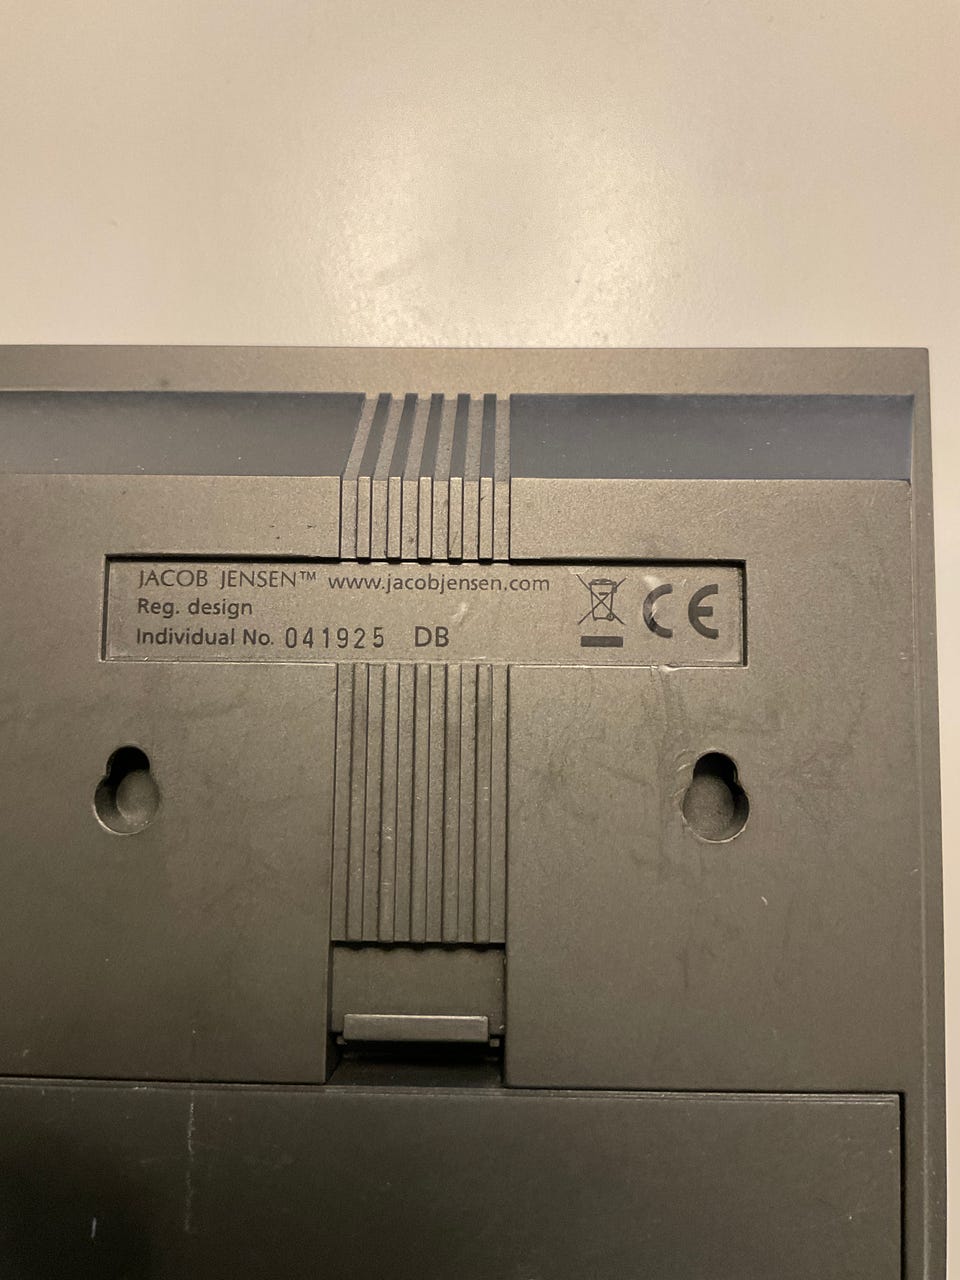 JACOB JENSEN™ www.jacobjensen.com
Reg. design
Individual No. 041925 DB
CE